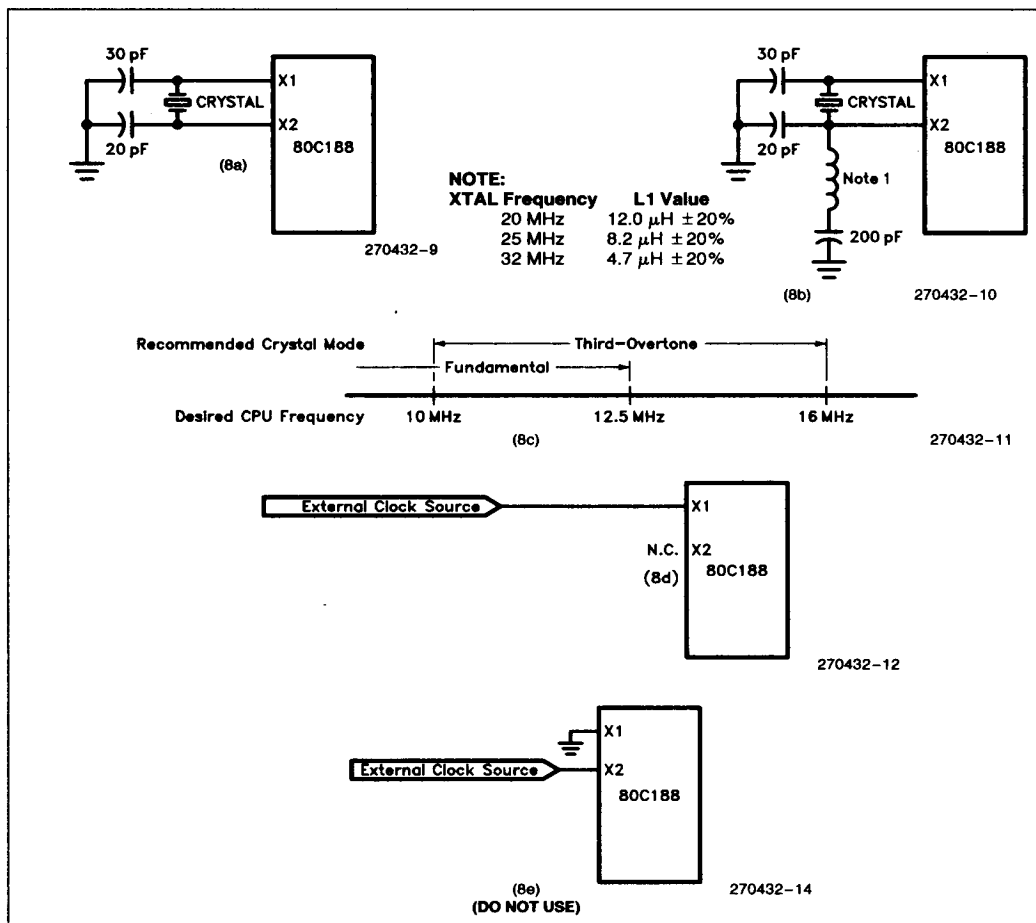 30 pF
X1
CRYSTAL
X2
20 pF
80C188
(8a)
270432-9
30 pF
X1
CRYSTAL
X2
20 pF
80C188
Note 1
200 pF
(8b)
270432-10
NOTE:
XTAL Frequency L1 Value
20 MHz 12.0 μH ±20%
25 MHz 8.2 μH ±20%
32 MHz 4.7 μH ±20%
Recommended Crystal Mode
Third-Overtone
Fundamental
Desired CPU Frequency
10 MHz 12.5 MHz 16 MHz
(8c)
270432-11
External Clock Source
X1
N.C. X2
(8d)
80C188
270432-12
X1
External Clock Source
X2
80C188
(8e)
(DO NOT USE)
270432-14